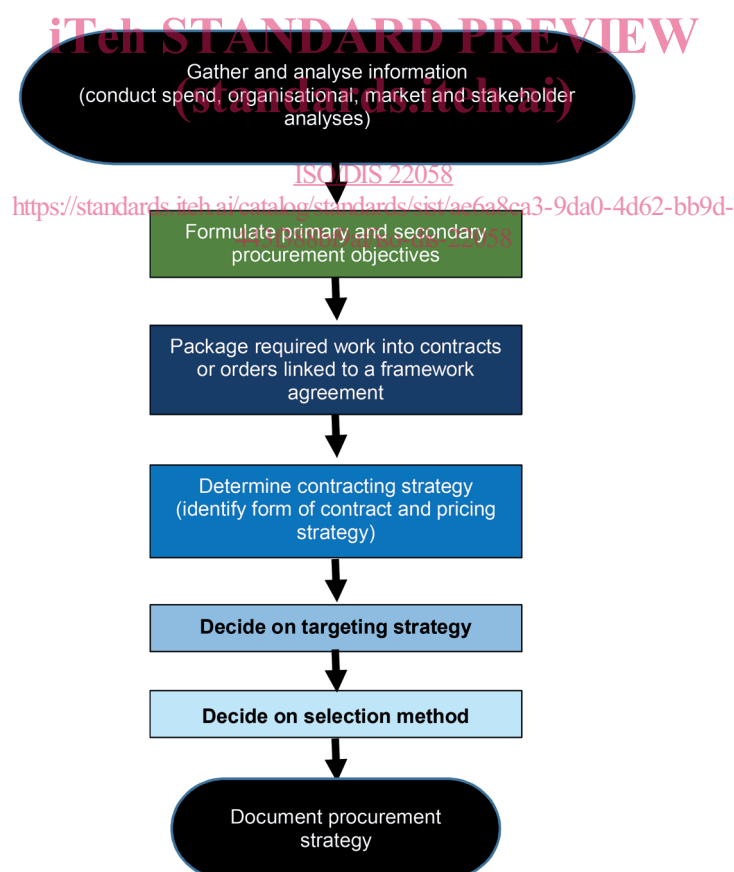 iTeh STANDARD PREVIEW
Gather and analyse information
(standards.iteh.ai)
(conduct spend, organisational, market and stakeholder
analyses)
ISO/DIS 22058
https://standards.iteh.ai/catalog/standards/sist/ae6a8ca3-9da0-4d62-bb9d-
Formulate primary and secondary
procurement objectives
Package required work into contracts
or orders linked to a framework
agreement
Determine contracting strategy
(identify form of contract and pricing
strategy)
Decide on targeting strategy
Decide on selection method
Document procurement
strategy